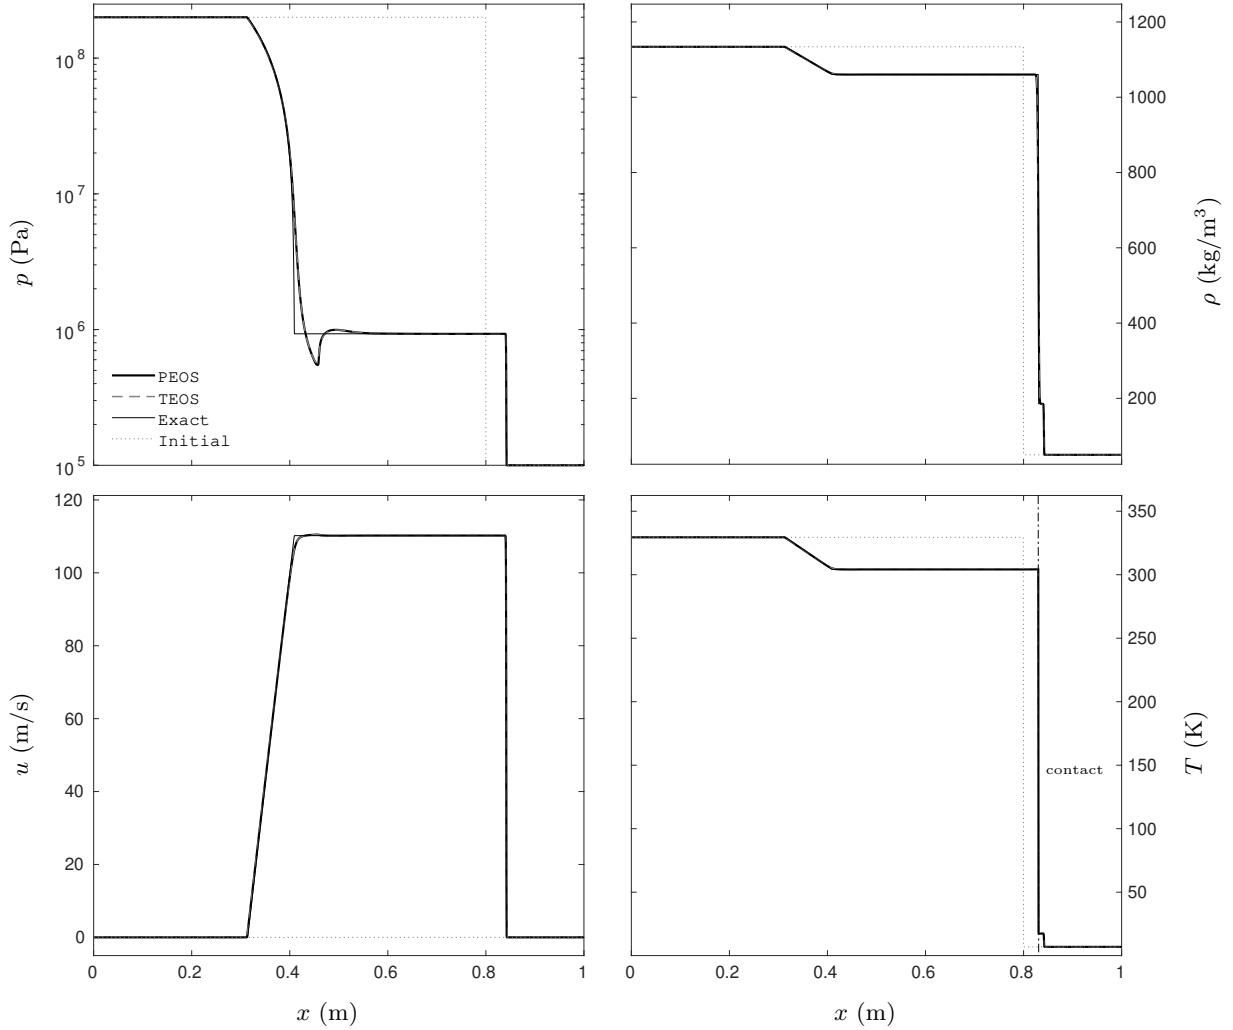 10^8
10^7
10^6
10^5
p (Pa)
PEOS
TEOS
Exact
Initial
1200
1000
800
600
400
200
ρ (kg/m^3)
120
100
80
60
40
20
0
u (m/s)
0 0.2 0.4 0.6 0.8 1
x (m)
350
300
250
200
150
100
50
T (K)
contact
0 0.2 0.4 0.6 0.8 1
x (m)